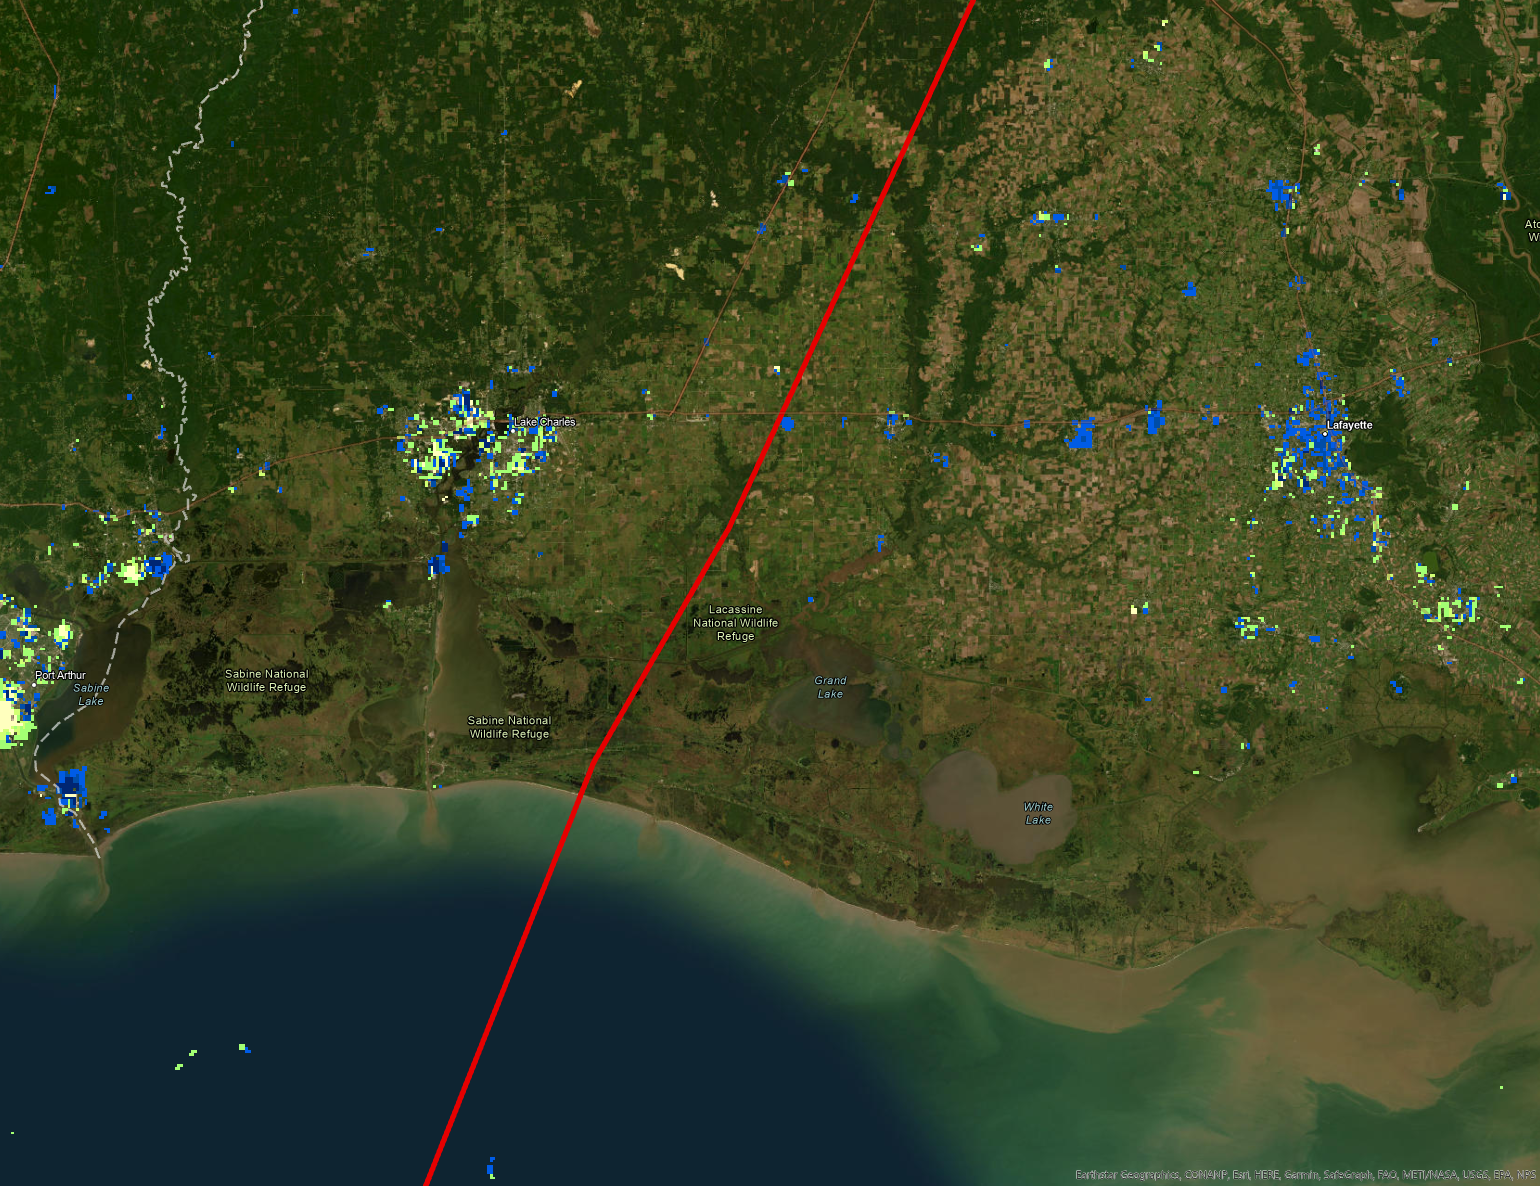 Atc
W
Lake Charles
Lafayette
Lacassine
National Wildlife
Refuge
Port Arthur
Sabine
Lake
Sabine National
Wildlife Refuge
Grand
Lake
Sabine National
Wildlife Refuge
White
Lake
Earthstar Geographics, CONANP, Esri, HERE, Garmin, SafeGraph, FAO, METI/NASA, USGS, EPA, NPS